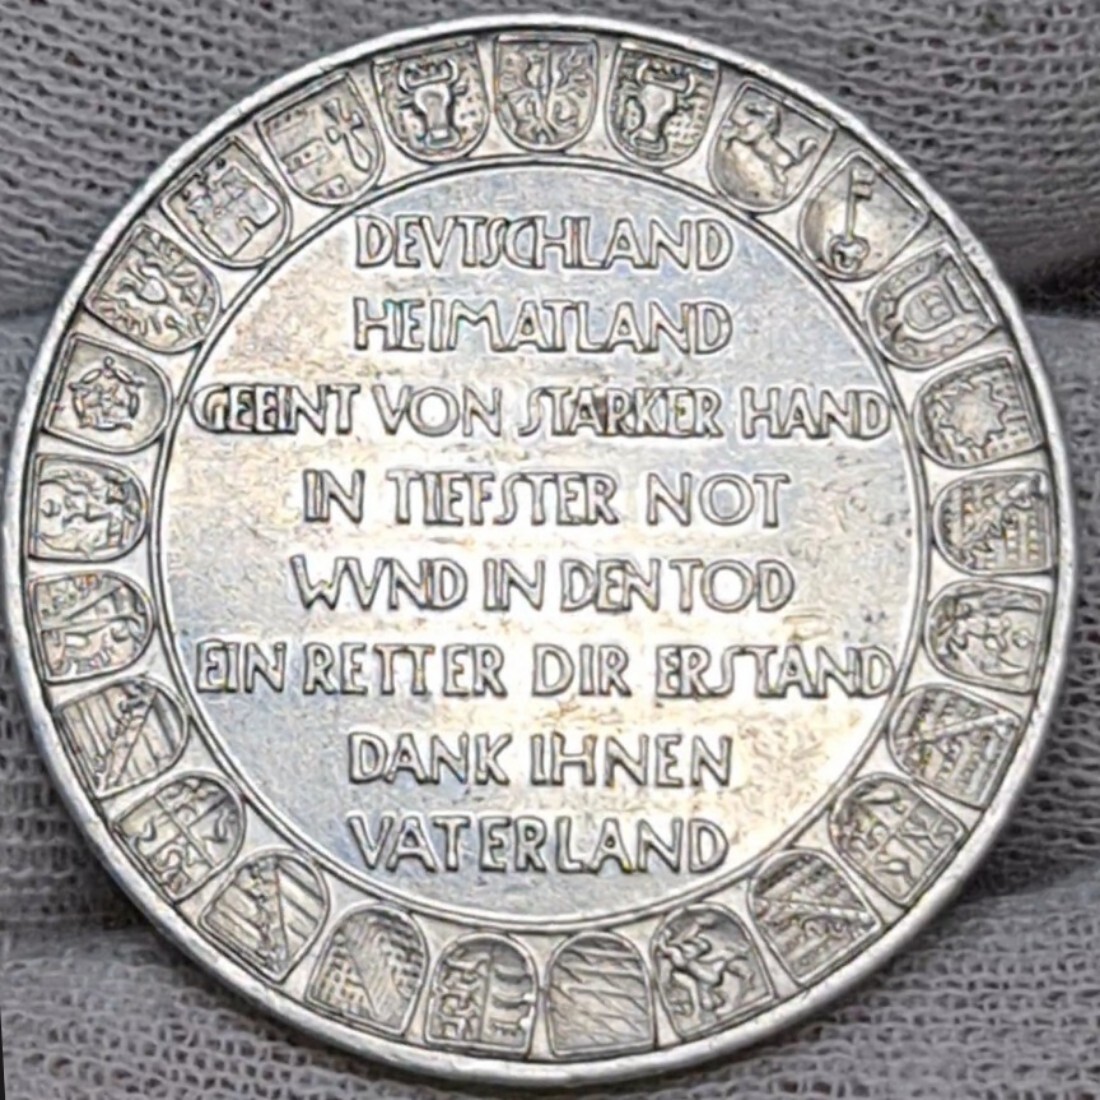 DEVTSCHLAND
HEIMATLAND
GEEINT VON STARKER HAND
IN TIEFSTER NOT
WVND IN DEN TOD
EIN RETTER DIR ERSTAND
DANK IHNEN
VATERLAND